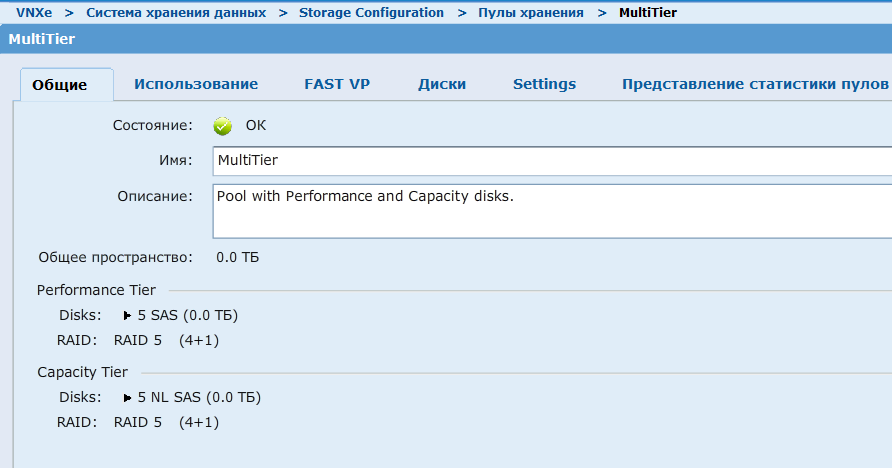 VNXe > Система хранения данных > Storage Configuration > Пулы хранения > MultiTier
MultiTier
Общие Использование FAST VP Диски Settings Представление статистики пулов
Состояние: OK
Имя: MultiTier
Описание: Pool with Performance and Capacity disks.
Общее пространство: 0.0 ТБ
Performance Tier
Disks: 5 SAS (0.0 ТБ)
RAID: RAID 5 (4+1)
Capacity Tier
Disks: 5 NL SAS (0.0 ТБ)
RAID: RAID 5 (4+1)